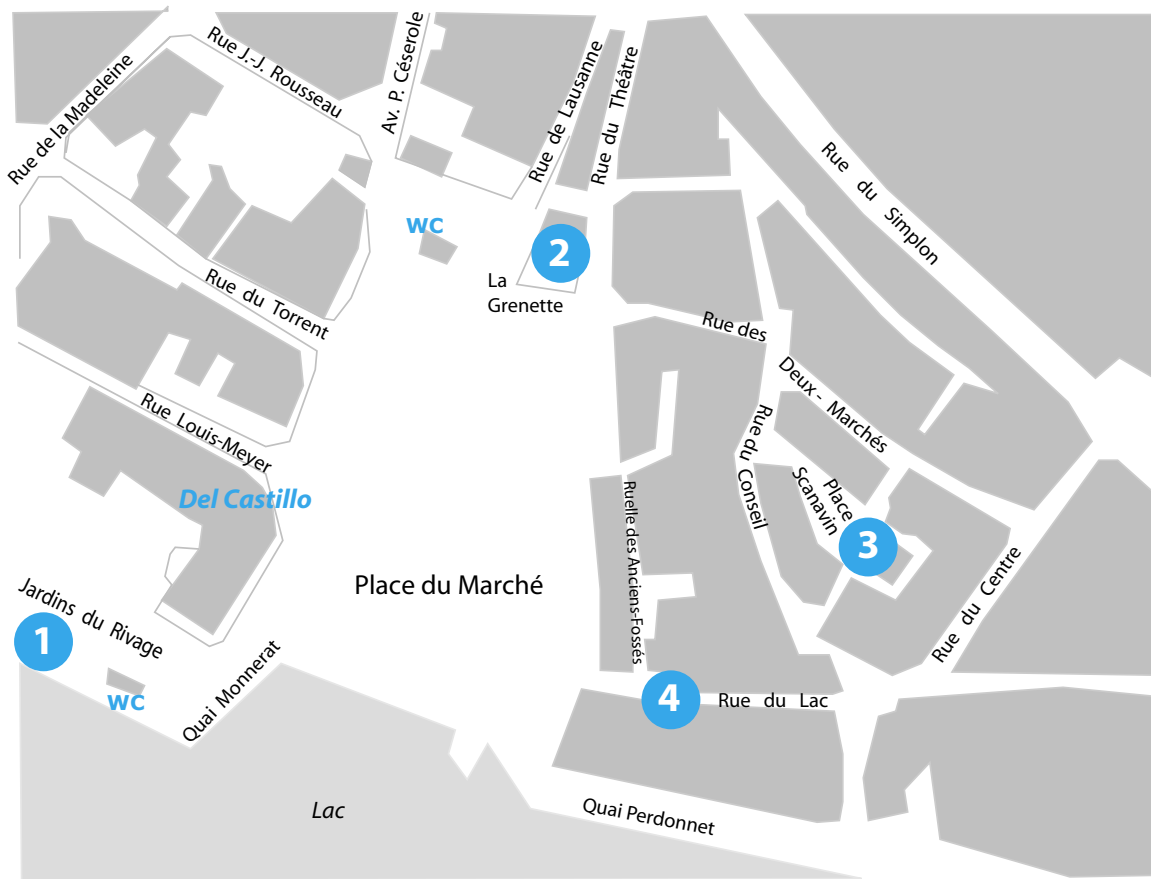 Rue J.-J. Rousseau
Av. P. Céserole
Rue de Lausanne
Rue du Théâtre
Rue de la Madeleine
Rue du Simplon
WC
2
La
Grenette
Rue du Torrent
Rue des
Deux - Marchés
Rue Louis-Meyer
Rue du Conseil
Del Castillo
Place
Scanavin
Ruelle des Anciens-Fossés
3
Place du Marché
Rue du Centre
Jardins du Rivage
1
WC
Quai Monnerat
4
Rue du Lac
Lac
Quai Perdonnet